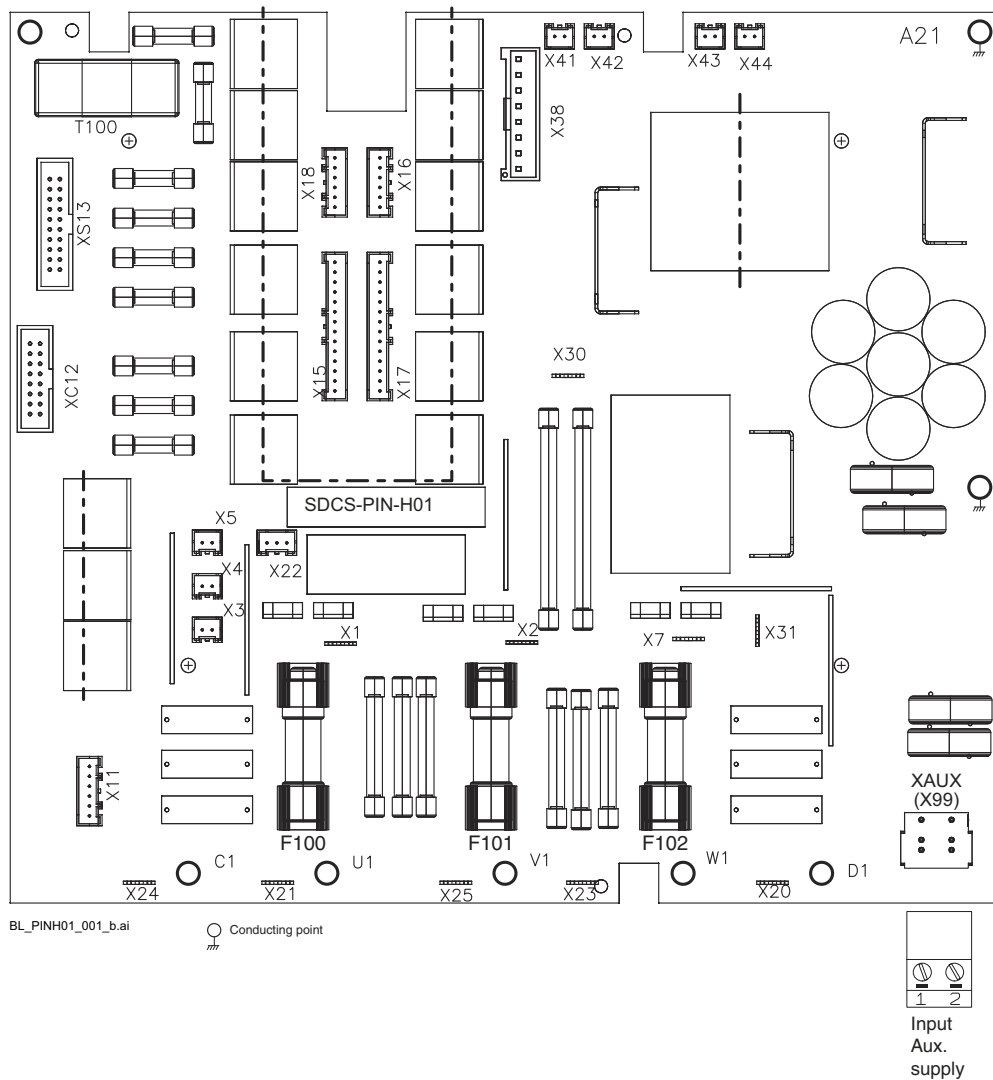 X41
X42
X43
X44
A21
X38
T100
X18
X16
XS13
X15
X17
X30
XC12
SDCS-PIN-H01
X5
X4
X22
X3
X1
X2
X7
X31
X11
XAUX
(X99)
F100
F101
F102
C1
U1
V1
W1
D1
X24
X21
X25
X23
X20
BL_PINH01_001_b.ai
Conducting point
1 2
Input
Aux.
supply